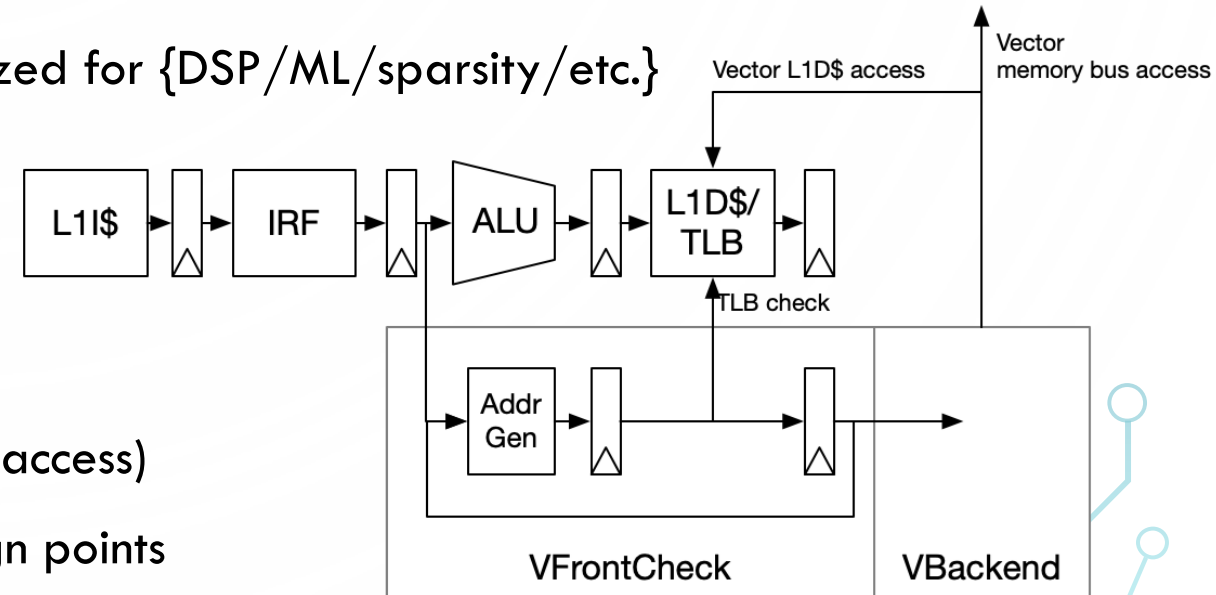 zed for {DSP/ML/sparsity/etc.}
Vector
memory bus access
Vector L1D$ access
L1I$
IRF
ALU
L1D$/
TLB
TLB check
Addr
Gen
access)
n points
VFrontCheck
VBackend